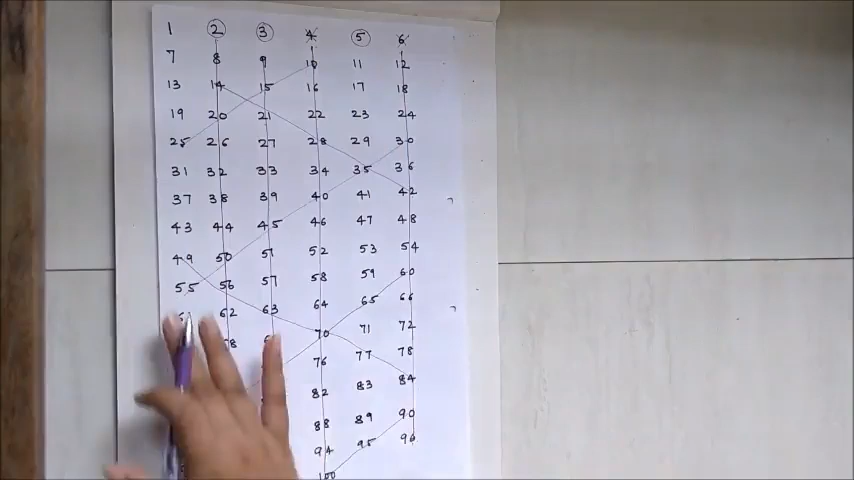 1 2 3 4 5 6
7 8 9 10 11 12
13 14 15 16 17 18
19 20 21 22 23 24
25 26 27 28 29 30
31 32 33 34 35 36
37 38 39 40 41 42
43 44 45 46 47 48
49 50 51 52 53 54
55 56 57 58 59 60
62 63 64 65 66
70 71 72
76 77 78
82 83 84
88 89 90
94 95 96
100